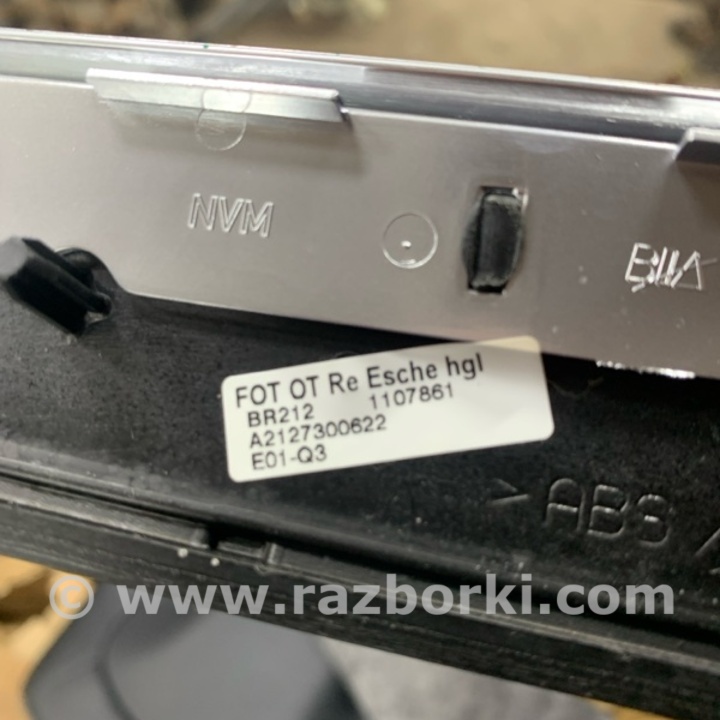 NVM
FOT OT Re Esche hgl
BR212 1107861
A2127300622
E01-Q3
>ABS
© www.razborki.com